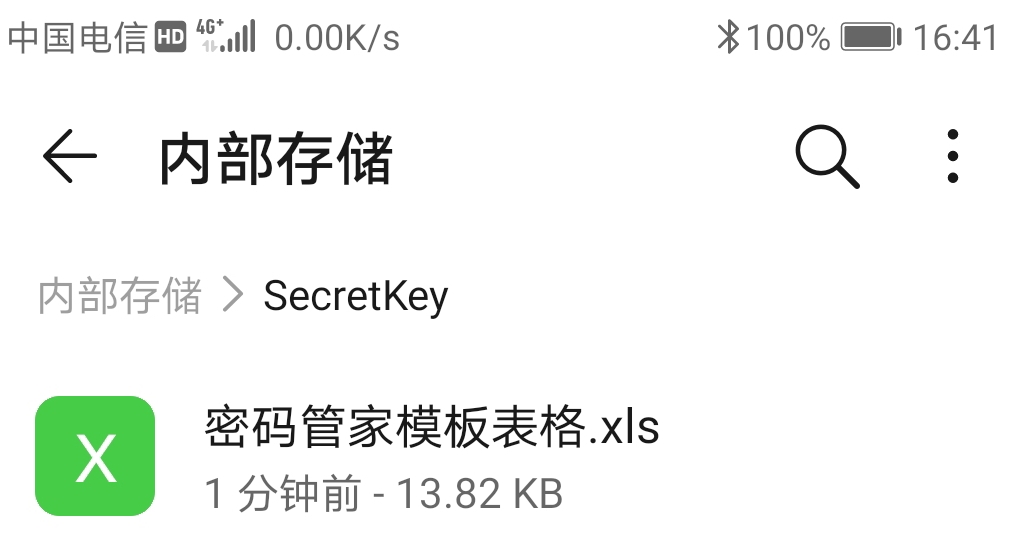 中国电信 HD 4G+ 0.00K/s 100% 16:41
内部存储
内部存储 > SecretKey
X 密码管家模板表格.xls
1 分钟前 - 13.82 KB